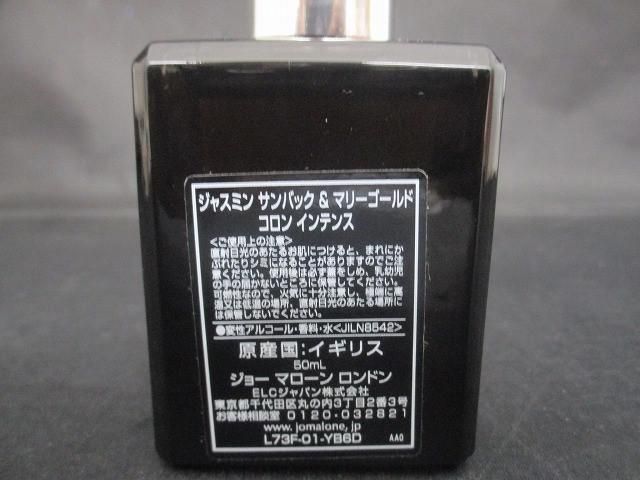 ジャスミン サンバック & マリーゴールド
コロン インテンス
<ご使用上の注意>
直射日光のあたるお肌につけると、まれにか
ぶれたりシミになることがありますのでご注
意ください。使用後は必ず蓋をしめ、乳幼児
の手の届かないところに保管してください。
可燃性なので、火気に十分注意し、極端に高
温又は低温の場所、直射日光のあたる場所に
は保管しないでください。
●変性アルコール・香料・水<JILN8542>
原産国:イギリス
50mL
ジョー マローン ロンドン
ELCジャパン株式会社
東京都千代田区丸の内3丁目2番3号
お客様相談室 0120-032821
www.jomalone.jp
L73F-01-YB6D AA0